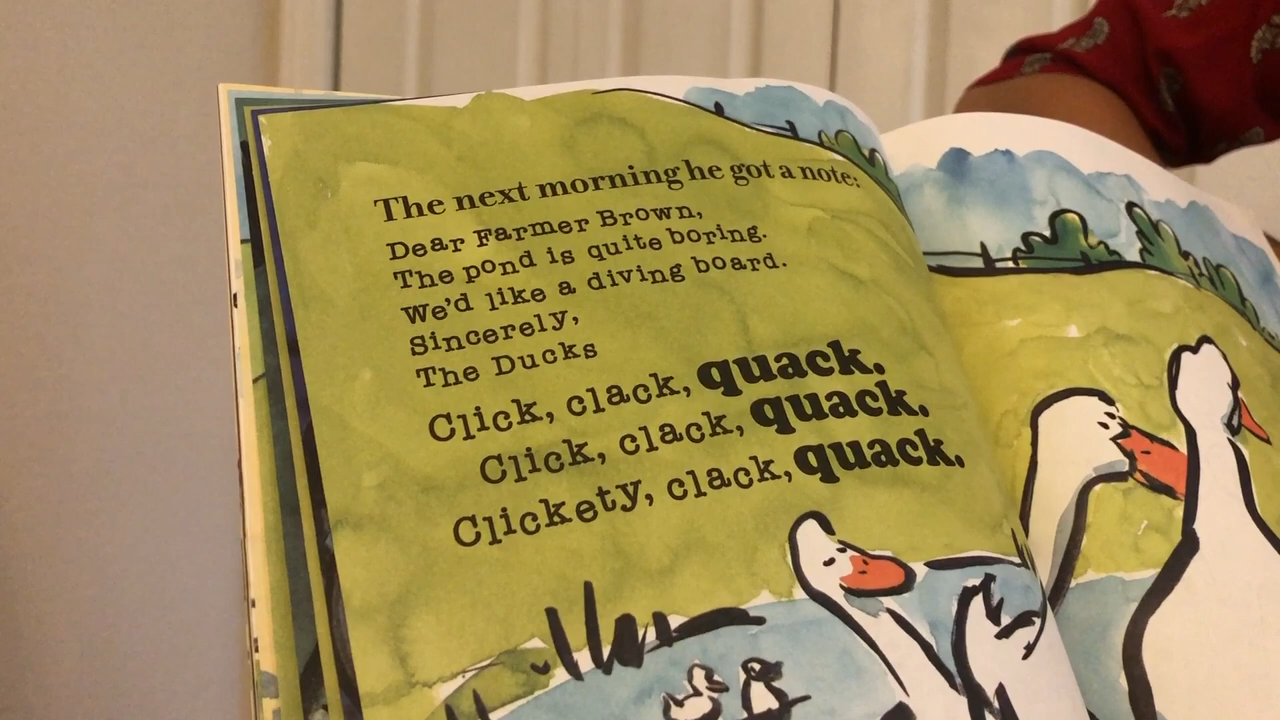 The next morning he got a note:
Dear Farmer Brown,
The pond is quite boring.
We'd like a diving board.
Sincerely,
The Ducks
Click, clack, quack.
Click, clack, quack.
Clickety, clack, quack.